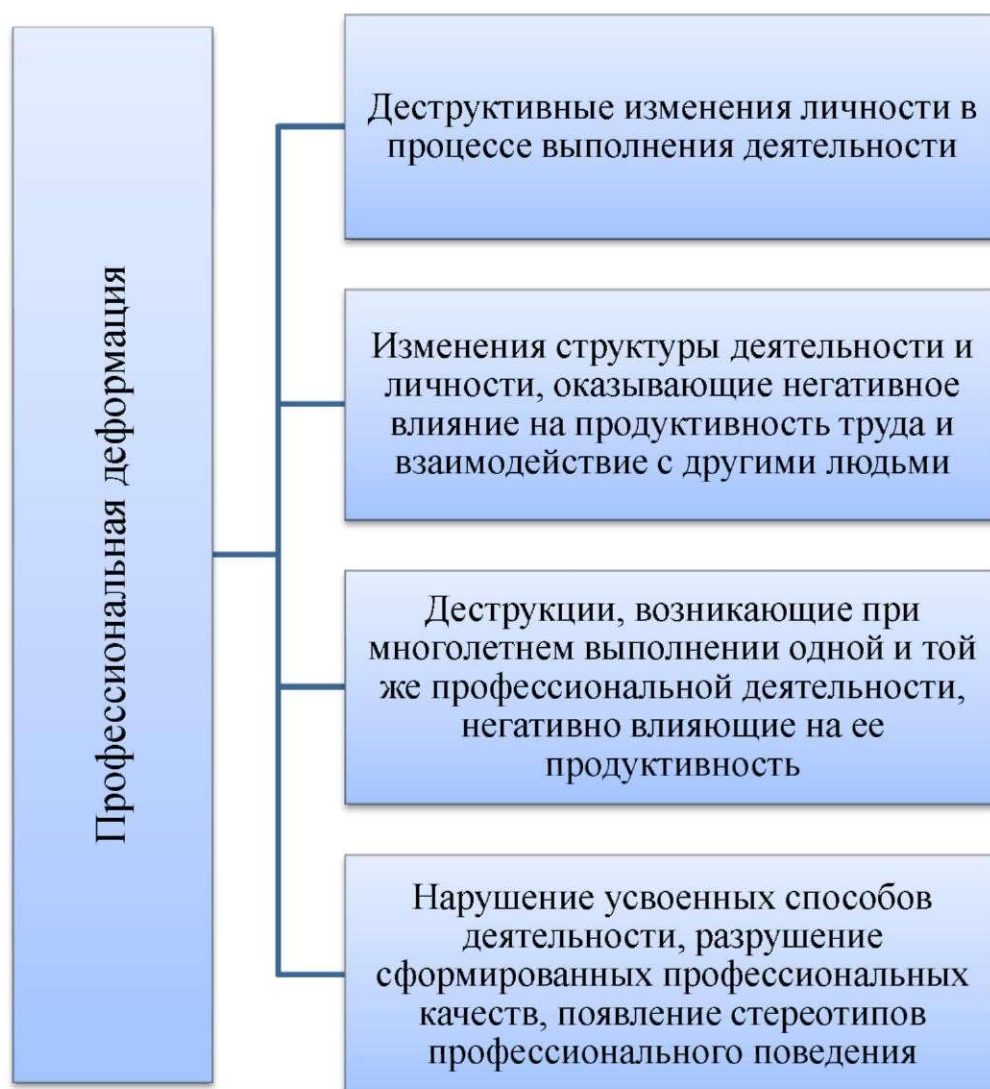 Профессиональная деформация
Деструктивные изменения личности в
процессе выполнения деятельности
Изменения структуры деятельности и
личности, оказывающие негативное
влияние на продуктивность труда и
взаимодействие с другими людьми
Деструкции, возникающие при
многолетнем выполнении одной и той
же профессиональной деятельности,
негативно влияющие на ее
продуктивность
Нарушение усвоенных способов
деятельности, разрушение
сформированных профессиональных
качеств, появление стереотипов
профессионального поведения